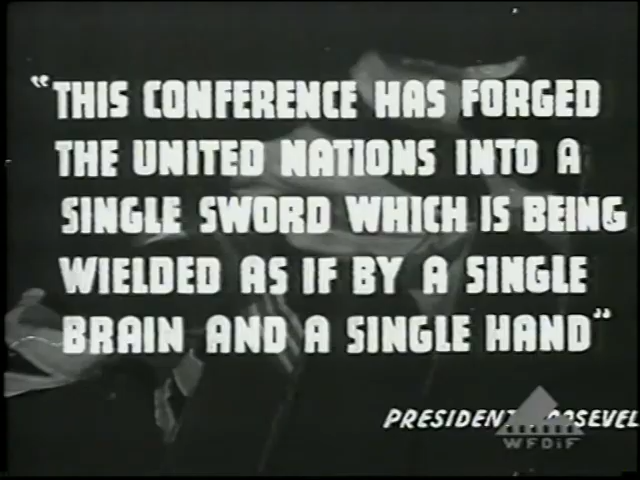 "THIS CONFERENCE HAS FORGED
THE UNITED NATIONS INTO A
SINGLE SWORD WHICH IS BEING
WIELDED AS IF BY A SINGLE
BRAIN AND A SINGLE HAND"
PRESIDENT ROOSEVEL
WFDiF